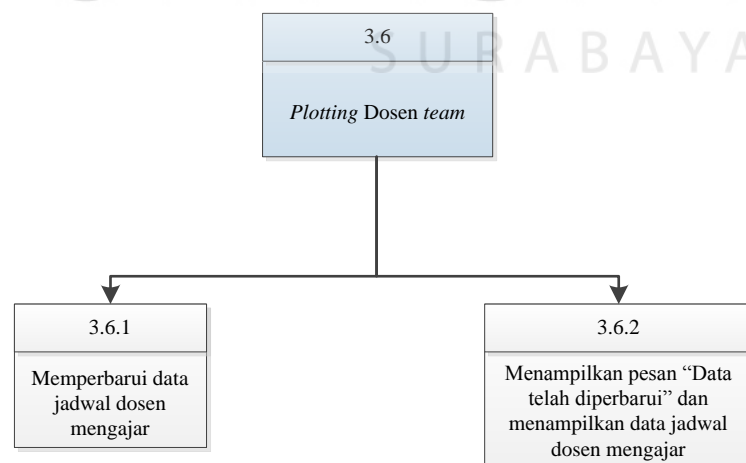 SURABAYA
3.6
Plotting Dosen team
3.6.1
Memperbarui data
jadwal dosen
mengajar
3.6.2
Menampilkan pesan “Data
telah diperbarui” dan
menampilkan data jadwal
dosen mengajar